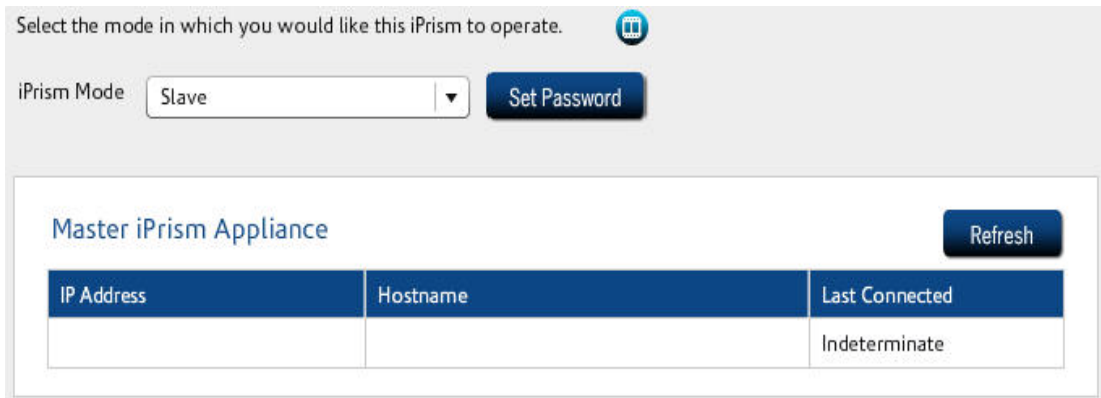 Select the mode in which you would like this iPrism to operate.
iPrism Mode Slave Set Password
Master iPrism Appliance
Refresh
IP Address Hostname Last Connected
Indeterminate